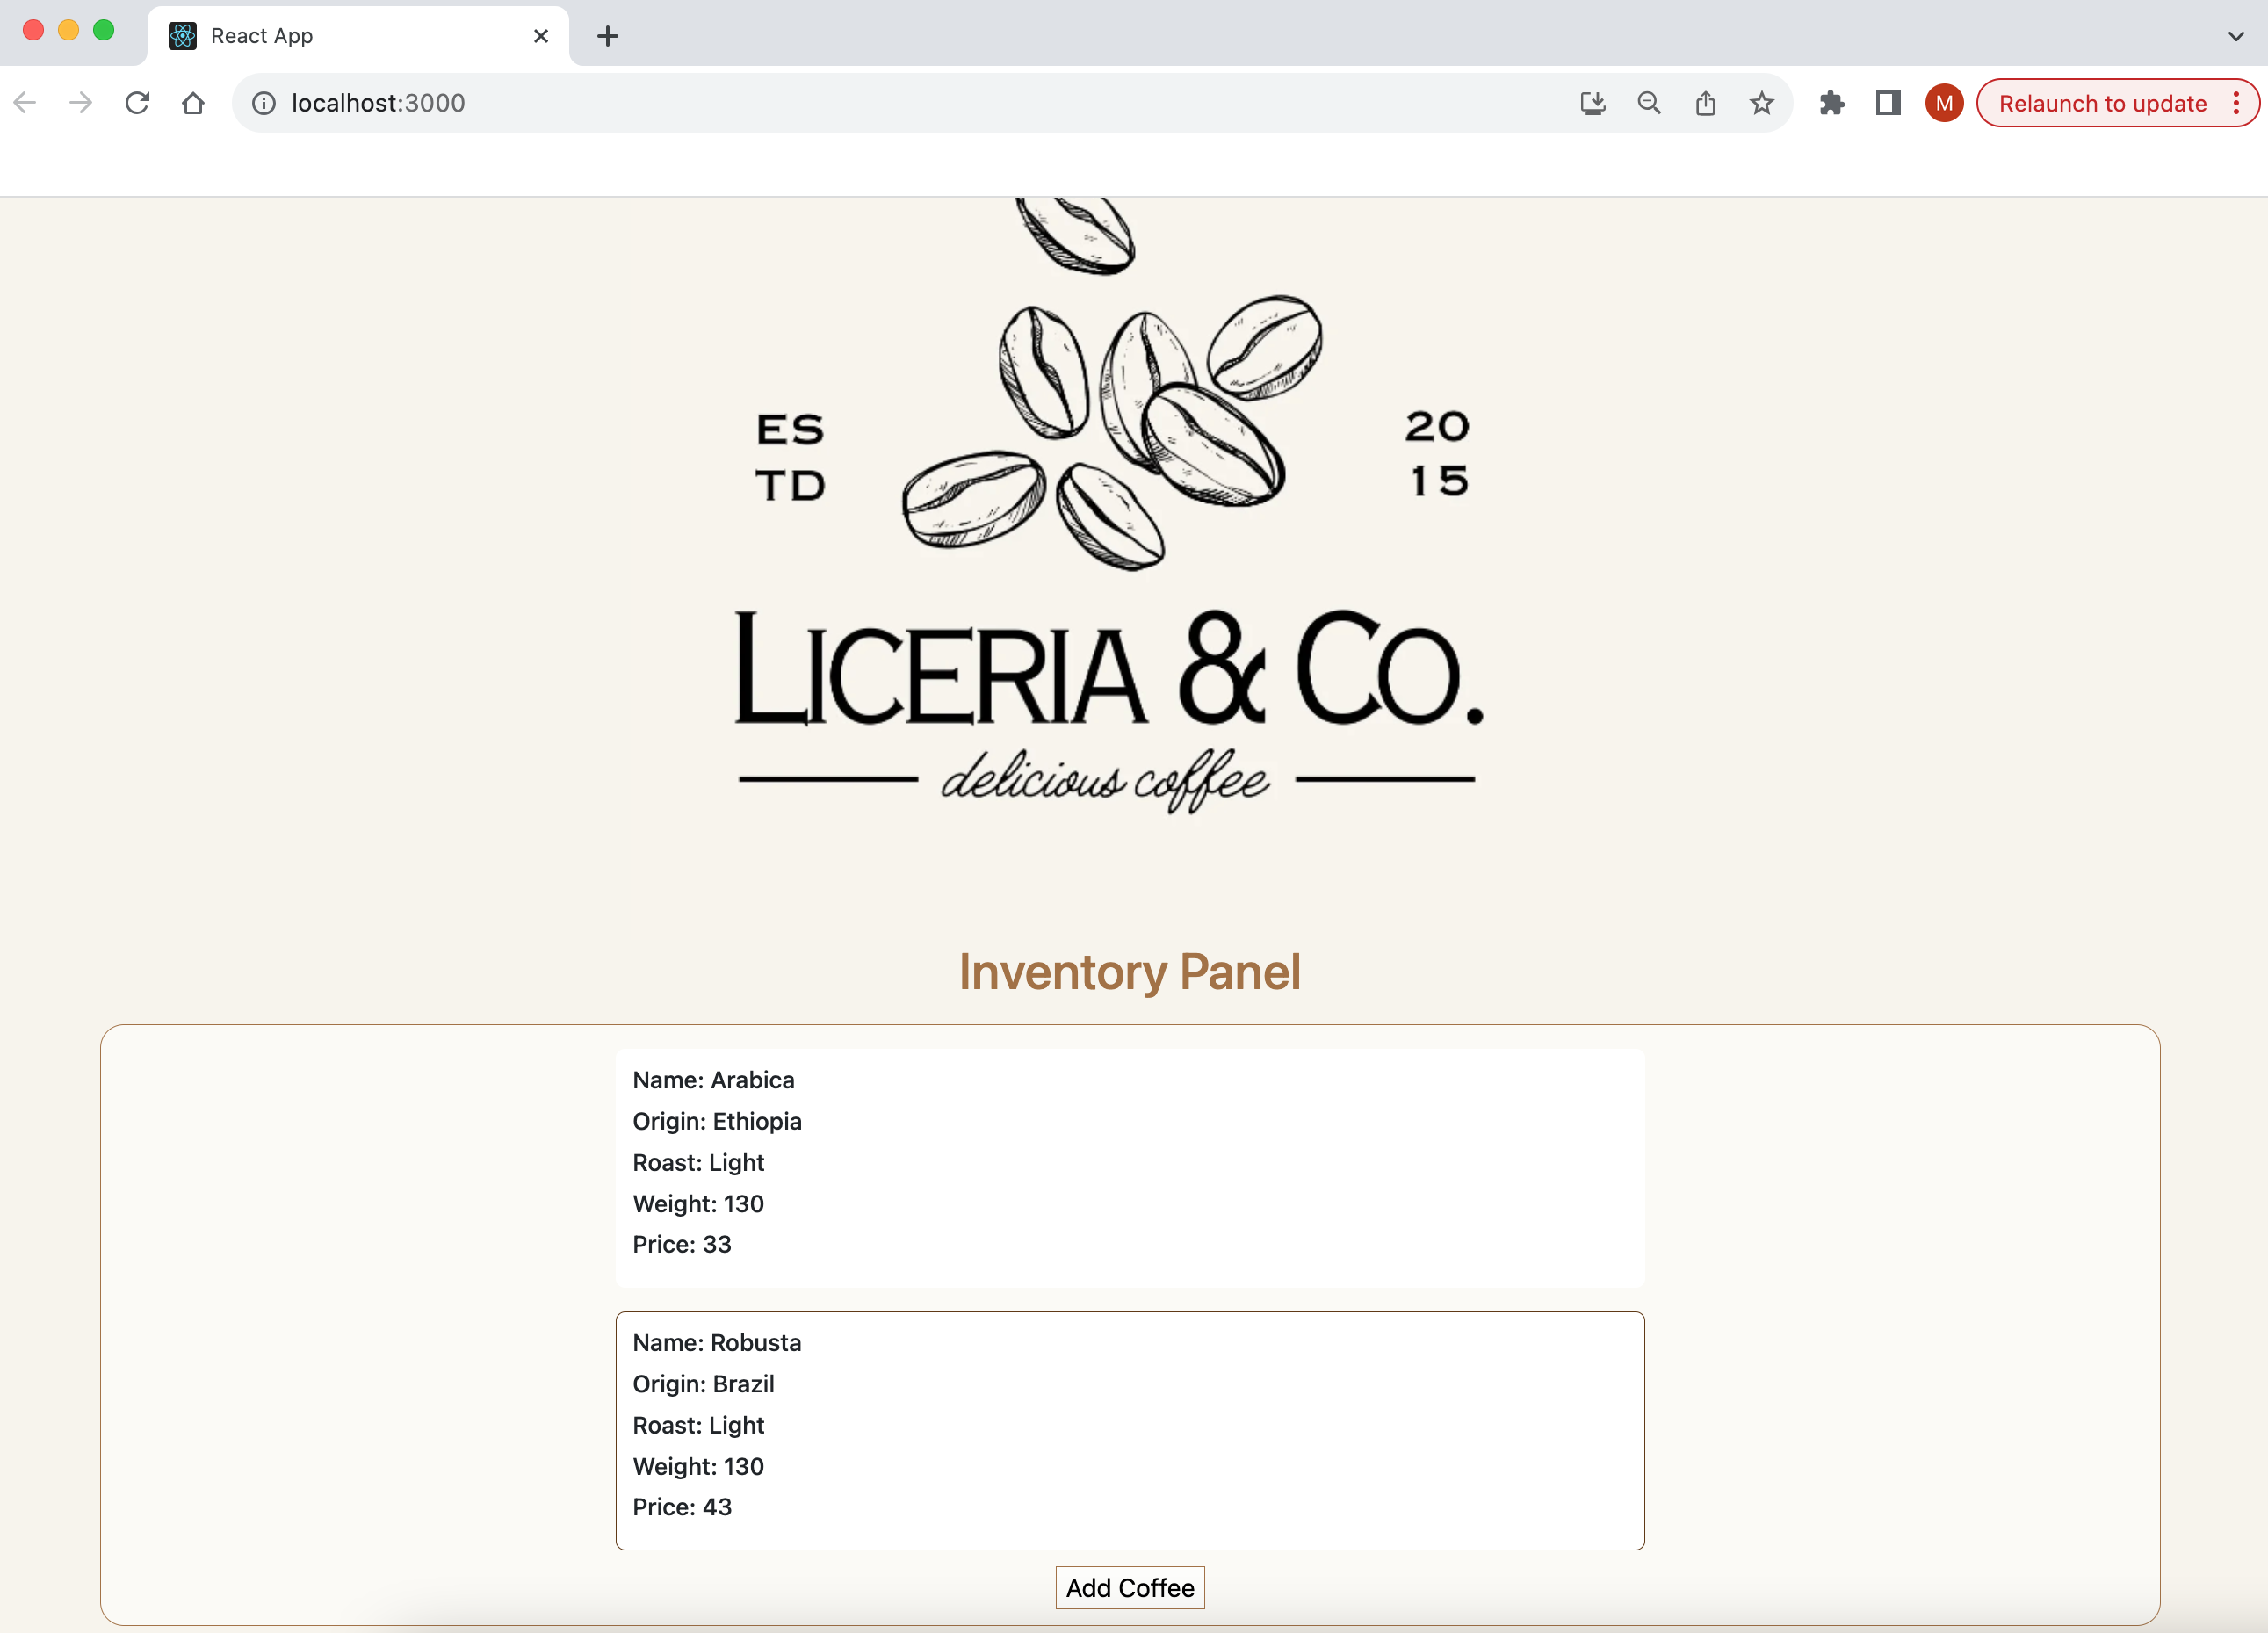 React App
localhost:3000
M
Relaunch to update
ES
TD
20
15
LICERIA & CO.
delicious coffee
Inventory Panel
Name: Arabica
Origin: Ethiopia
Roast: Light
Weight: 130
Price: 33
Name: Robusta
Origin: Brazil
Roast: Light
Weight: 130
Price: 43
Add Coffee